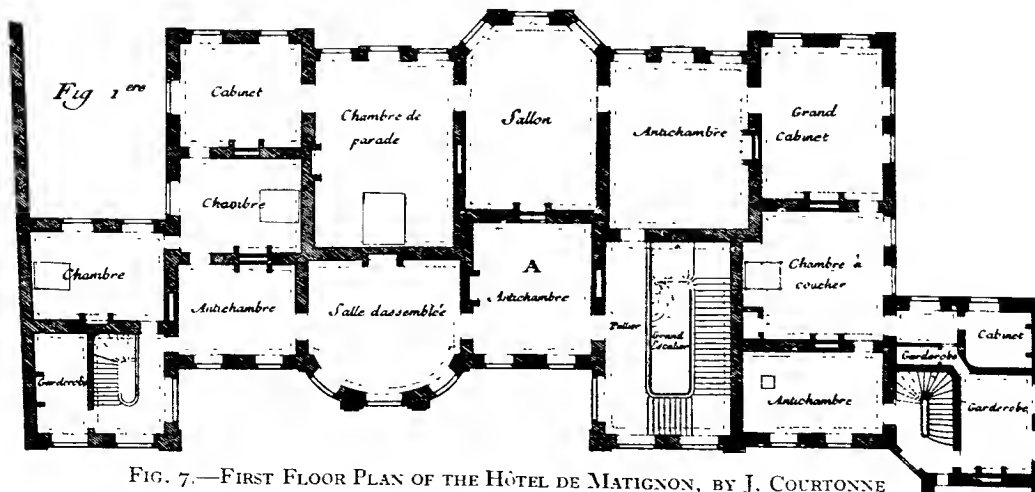 Fig 1ere
Cabinet
Chambre de
parade
Sallon
Antichambre
Grand
Cabinet
Chambre
Chambre
Antichambre
Salle dassemblée
A
Antichambre
Pallier
Grand
Escalier
Chambre à
coucher
Cabinet
Garderobe
Garderobe
Antichambre
Garderobe
FIG. 7.—FIRST FLOOR PLAN OF THE HÔTEL DE MATIGNON, BY J. COURTONNE